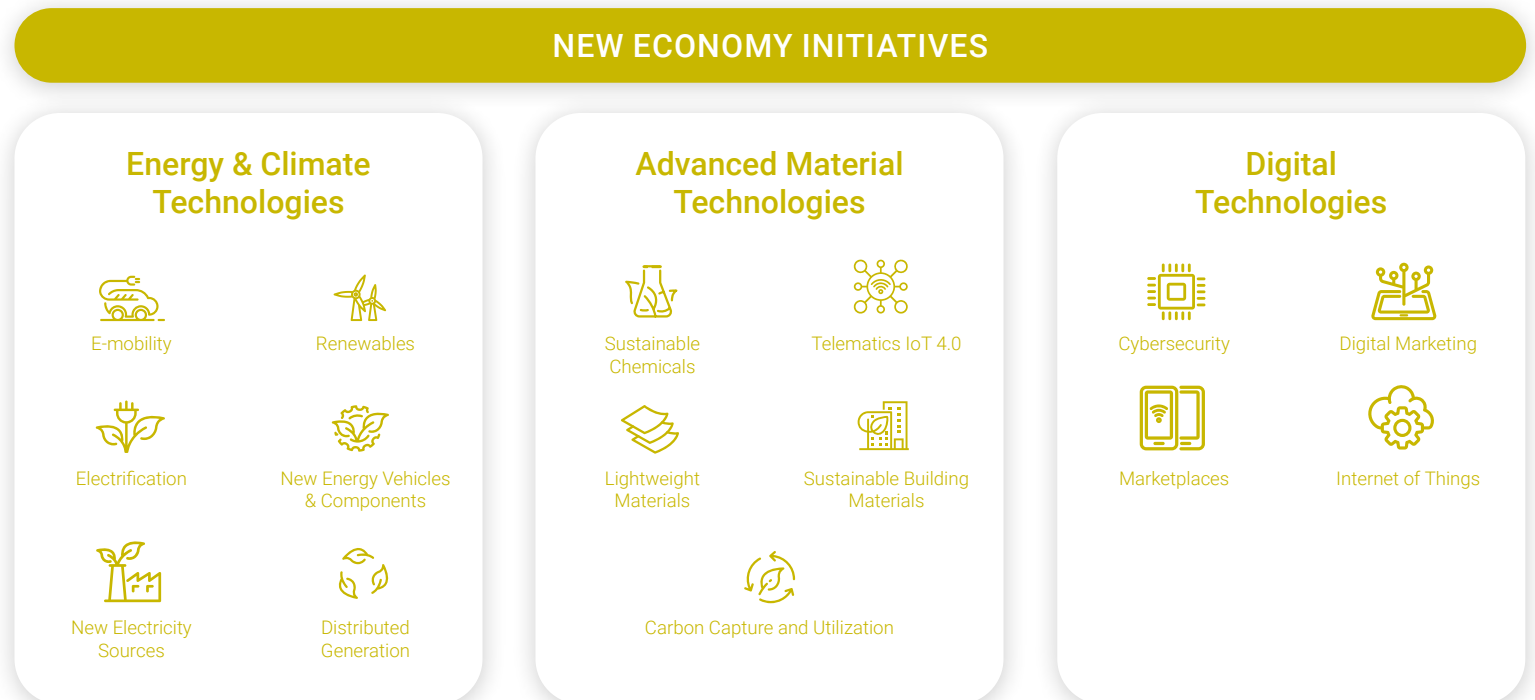 NEW ECONOMY INITIATIVES
Energy & Climate
Technologies
E-mobility
Renewables
Electrification
New Energy Vehicles
& Components
New Electricity
Sources
Distributed
Generation
Advanced Material
Technologies
Sustainable
Chemicals
Telematics IoT 4.0
Lightweight
Materials
Sustainable Building
Materials
Carbon Capture and Utilization
Digital
Technologies
Cybersecurity
Digital Marketing
Marketplaces
Internet of Things